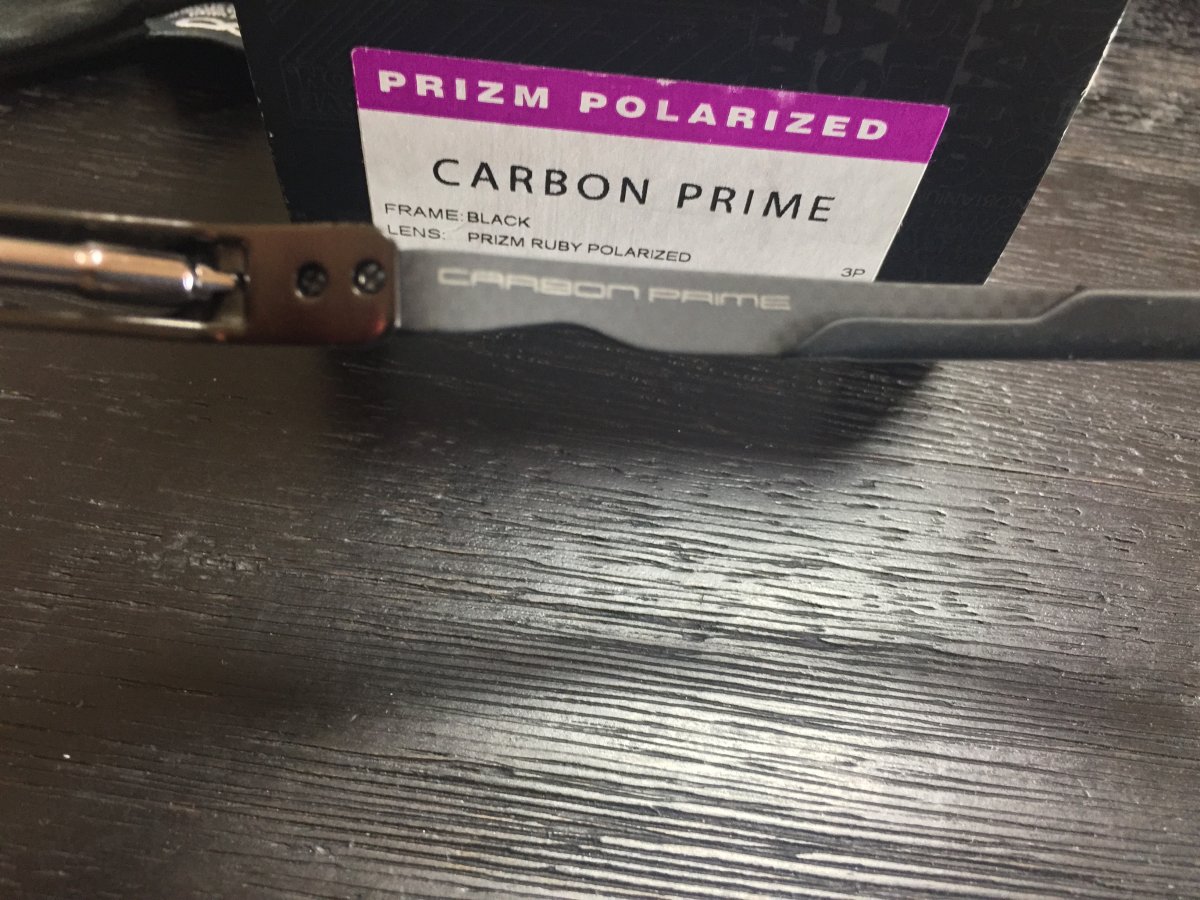 PRIZM POLARIZED
CARBON PRIME
FRAME: BLACK
LENS: PRIZM RUBY POLARIZED
3P
CARBON PRIME